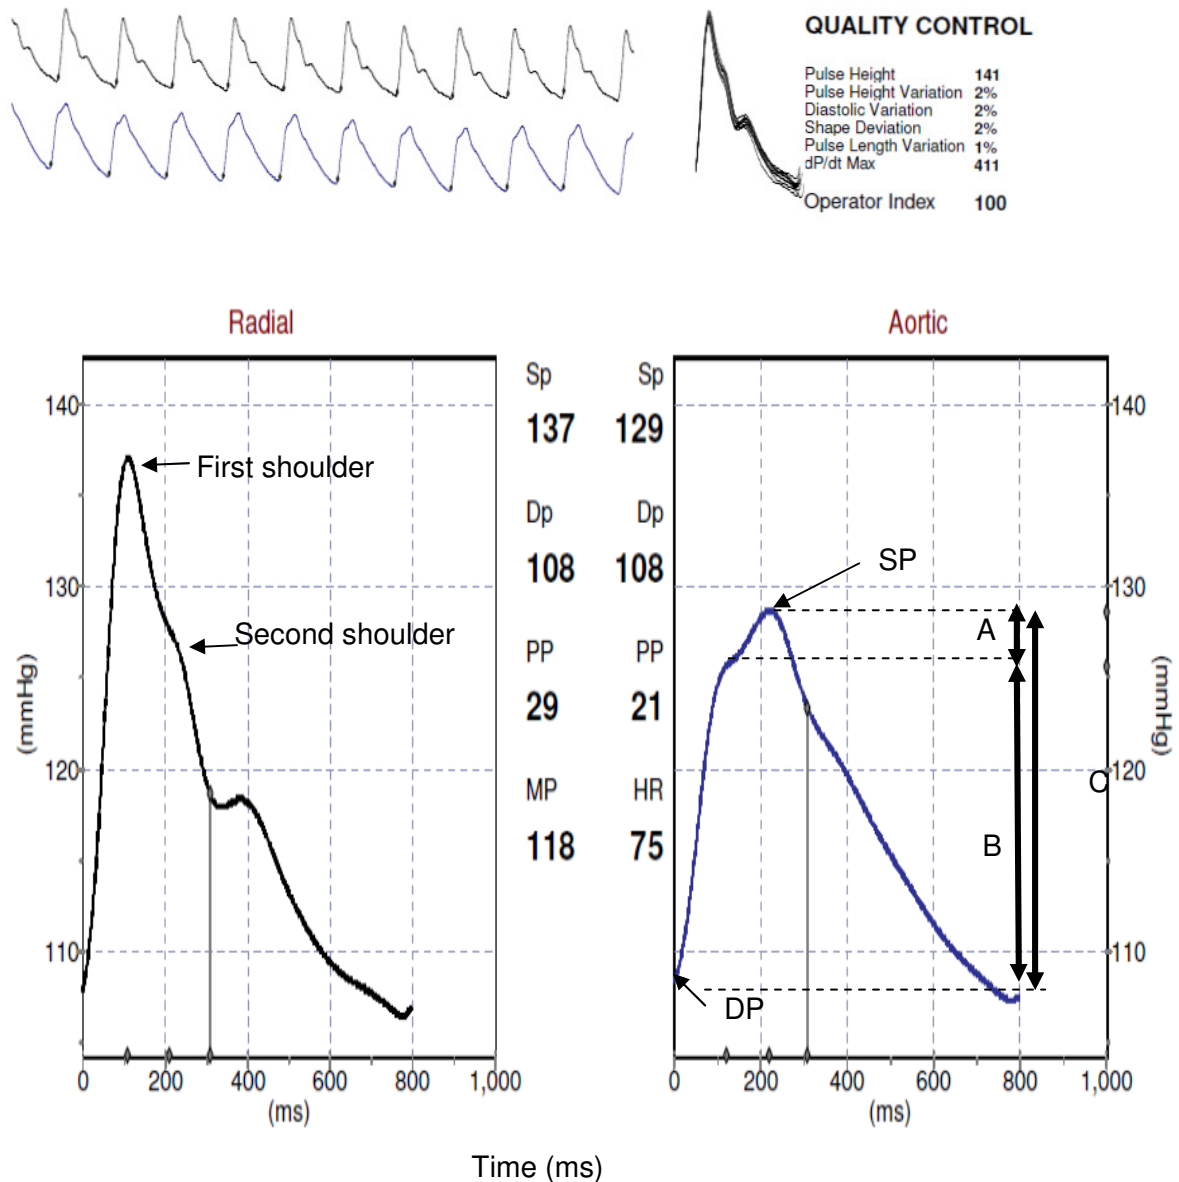 QUALITY CONTROL
Pulse Height 141
Pulse Height Variation 2%
Diastolic Variation 2%
Shape Deviation 2%
Pulse Length Variation 1%
dP/dt Max 411
Operator Index 100
Radial
Aortic
140
130
120
110
(mmHg)
First shoulder
Second shoulder
0 200 400 600 800 1,000
(ms)
Sp Sp
137 129
Dp Dp
108 108
PP PP
29 21
MP HR
118 75
SP
A
B
C
DP
140
130
120
110
(mmHg)
0 200 400 600 800 1,000
(ms)
Time (ms)